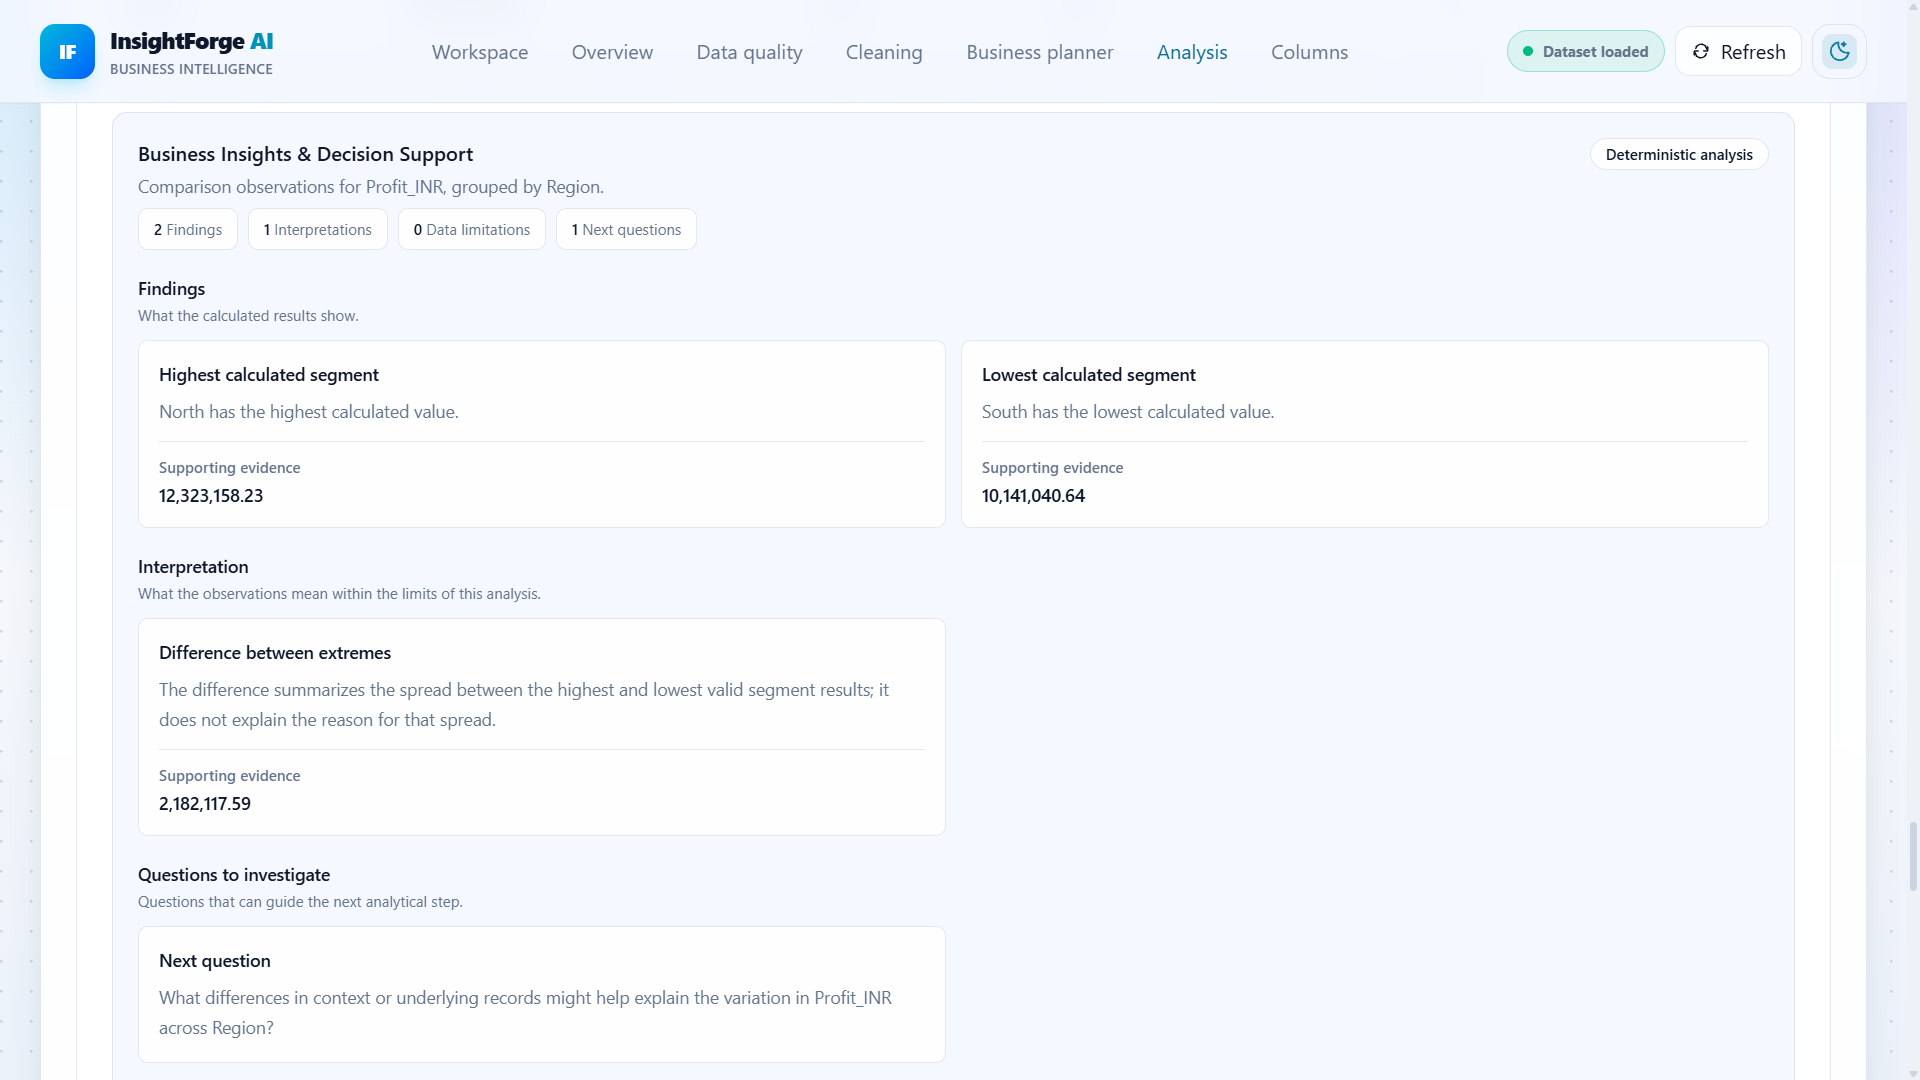 IF
InsightForge AI
BUSINESS INTELLIGENCE
Workspace
Overview
Data quality
Cleaning
Business planner
Analysis
Columns
Dataset loaded
Refresh
Business Insights & Decision Support
Deterministic analysis
Comparison observations for Profit_INR, grouped by Region.
2 Findings
1 Interpretations
0 Data limitations
1 Next questions
Findings
What the calculated results show.
Highest calculated segment
North has the highest calculated value.
Supporting evidence
12,323,158.23
Lowest calculated segment
South has the lowest calculated value.
Supporting evidence
10,141,040.64
Interpretation
What the observations mean within the limits of this analysis.
Difference between extremes
The difference summarizes the spread between the highest and lowest valid segment results; it
does not explain the reason for that spread.
Supporting evidence
2,182,117.59
Questions to investigate
Questions that can guide the next analytical step.
Next question
What differences in context or underlying records might help explain the variation in Profit_INR
across Region?